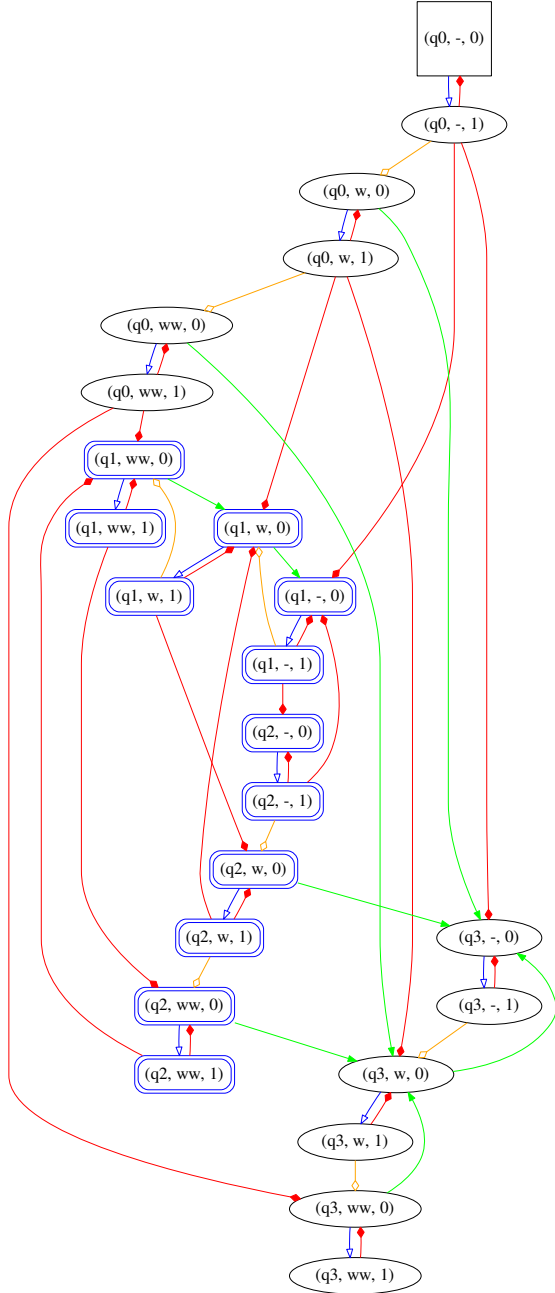 (q0, -, 0)
(q0, -, 1)
(q0, w, 0)
(q0, w, 1)
(q0, ww, 0)
(q0, ww, 1)
(q1, ww, 0)
(q1, ww, 1)
(q1, w, 0)
(q1, w, 1)
(q1, -, 0)
(q1, -, 1)
(q2, -, 0)
(q2, -, 1)
(q2, w, 0)
(q2, w, 1)
(q3, -, 0)
(q2, ww, 0)
(q3, -, 1)
(q2, ww, 1)
(q3, w, 0)
(q3, w, 1)
(q3, ww, 0)
(q3, ww, 1)